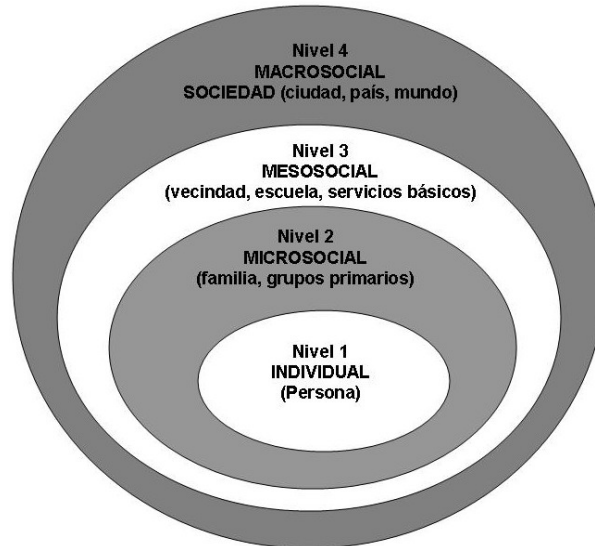 Nivel 4
MACROSOCIAL
SOCIEDAD (ciudad, país, mundo)
Nivel 3
MESOSOCIAL
(vecindad, escuela, servicios básicos)
Nivel 2
MICROSOCIAL
(familia, grupos primarios)
Nivel 1
INDIVIDUAL
(Persona)